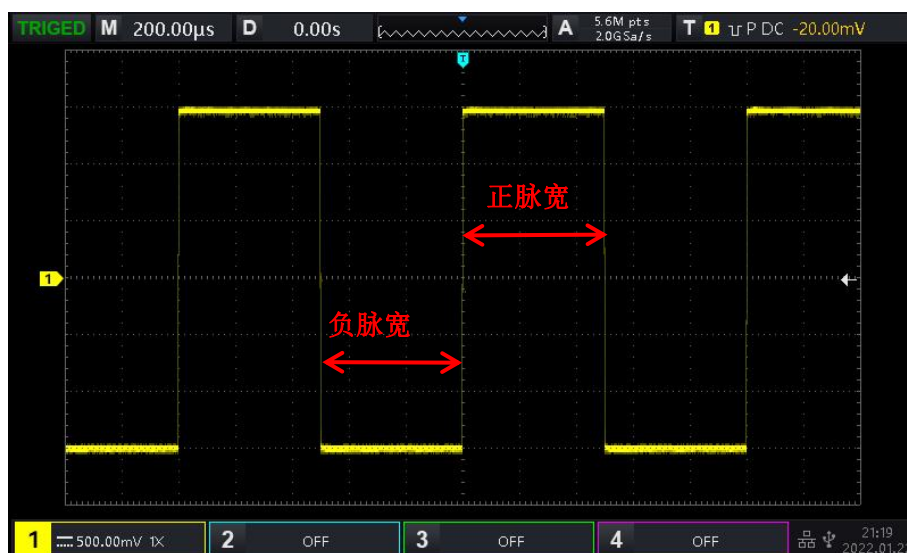 TRIGED M 200.00μs D 0.00s A 5.6M pts 2.0GSa/s T 1 P DC -20.00mV
T
正脉宽
1
负脉宽
1 500.00mV 1X 2 OFF 3 OFF 4 OFF 21:19